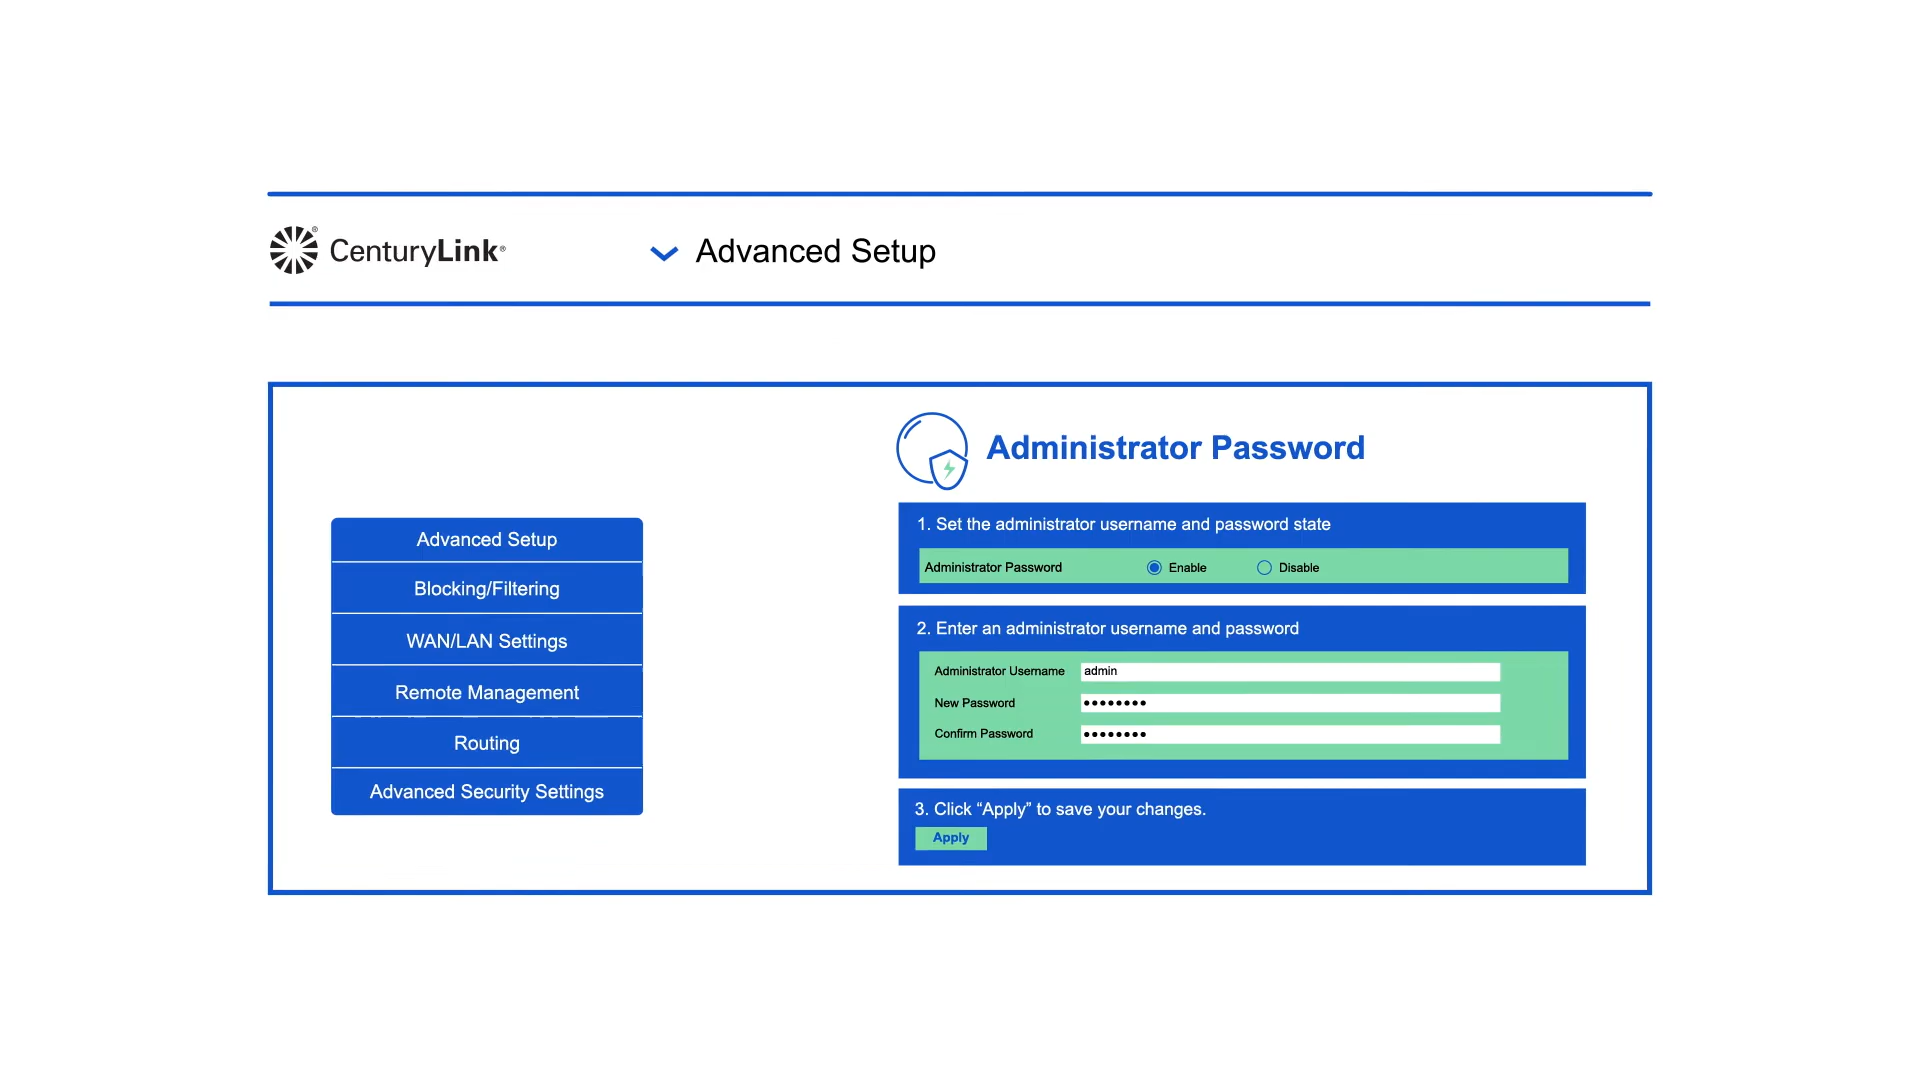 CenturyLink®
Advanced Setup
Administrator Password
Advanced Setup
Blocking/Filtering
WAN/LAN Settings
Remote Management
Routing
Advanced Security Settings
1. Set the administrator username and password state
Administrator Password Enable Disable
2. Enter an administrator username and password
Administrator Username admin
New Password ••••••••
Confirm Password ••••••••
3. Click “Apply” to save your changes.
Apply